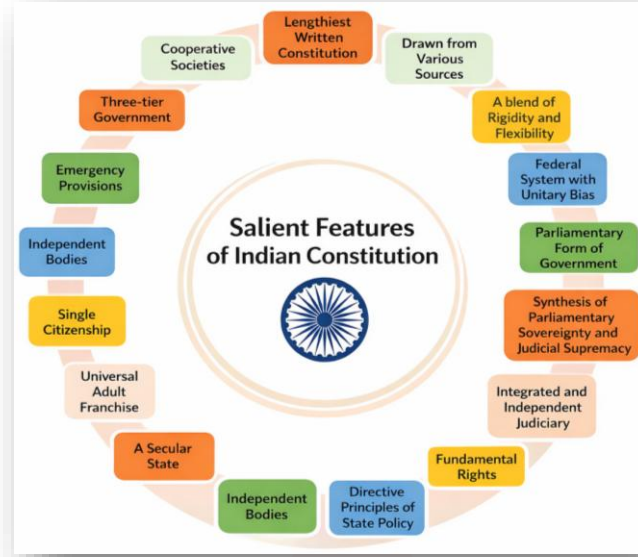 Salient Features
of Indian Constitution
Lengthiest
Written
Constitution
Drawn from
Various
Sources
A blend of
Rigidity and
Flexibility
Federal
System with
Unitary Bias
Parliamentary
Form of
Government
Synthesis of
Parliamentary
Sovereignty and
Judicial Supremacy
Integrated and
Independent
Judiciary
Fundamental
Rights
Directive
Principles of
State Policy
Independent
Bodies
A Secular
State
Universal
Adult
Franchise
Single
Citizenship
Independent
Bodies
Emergency
Provisions
Three-tier
Government
Cooperative
Societies